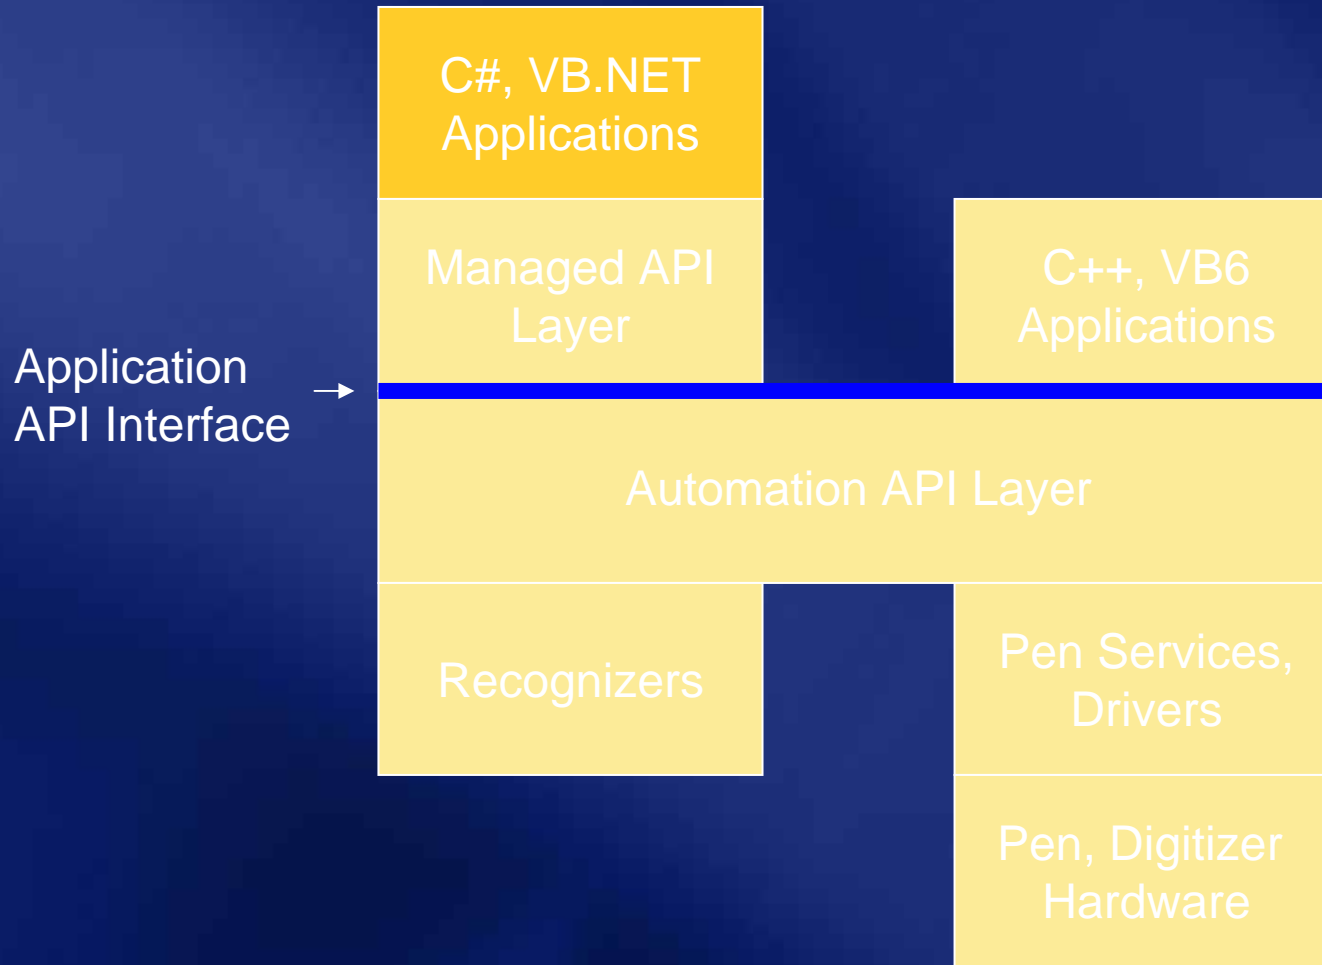 C#, VB.NET
Applications
Managed API
Layer
C++, VB6
Applications
Application
API Interface
Automation API Layer
Recognizers
Pen Services,
Drivers
Pen, Digitizer
Hardware